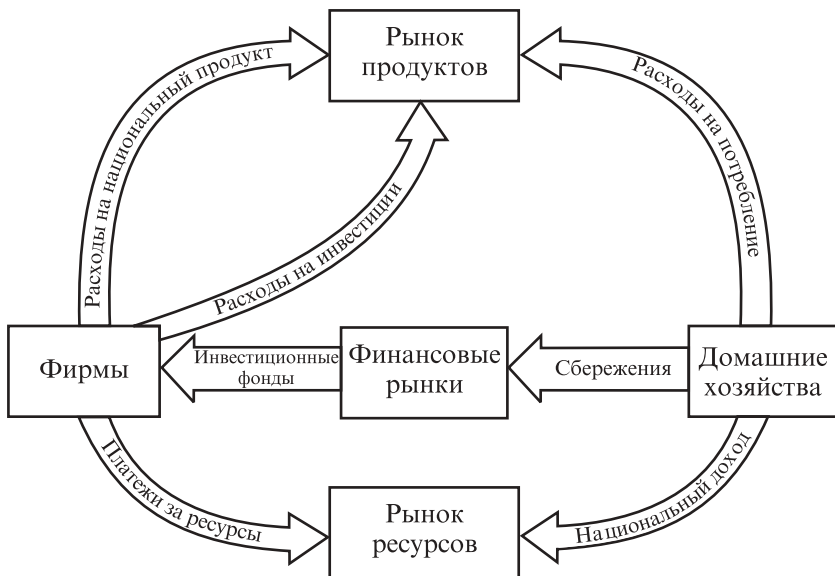 Рынок
продуктов
Расходы на национальный продукт
Расходы на потребление
Расходы на инвестиции
Фирмы
Инвестиционные
фонды
Финансовые
рынки
Сбережения
Домашние
хозяйства
Платежи за ресурсы
Национальный доход
Рынок
ресурсов